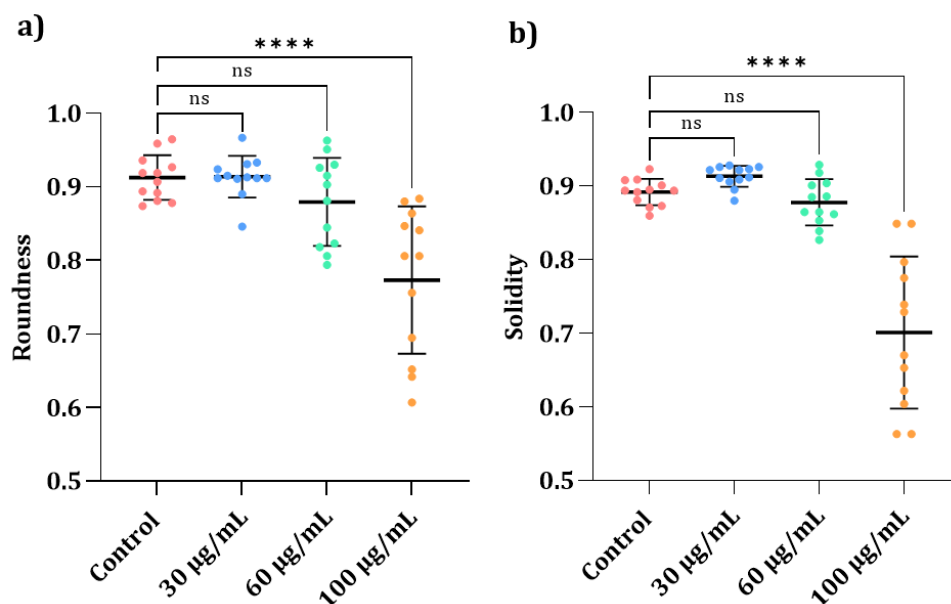 a)
****
ns
ns
1.0
0.9
0.8
0.7
0.6
0.5
Roundness
Control
30 µg/mL
60 µg/mL
100 µg/mL
b)
****
ns
ns
1.0
0.9
0.8
0.7
0.6
0.5
Solidity
Control
30 µg/mL
60 µg/mL
100 µg/mL